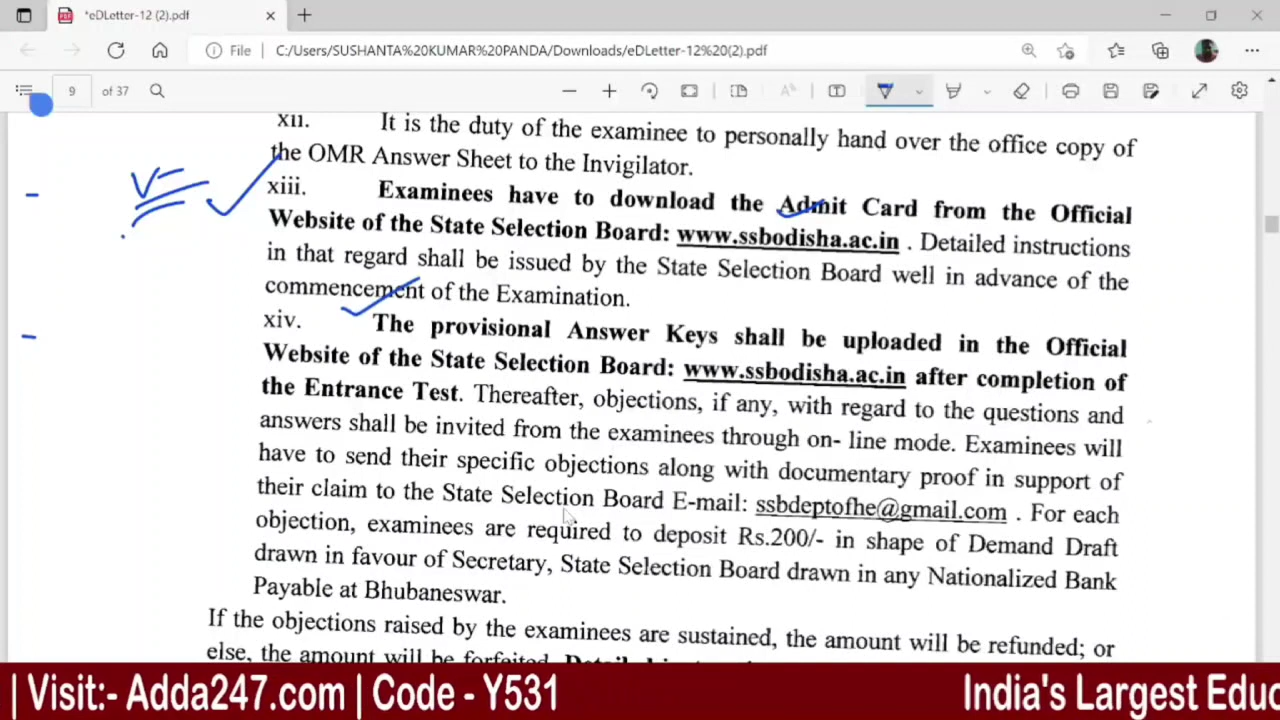 *eDLetter-12 (2).pdf
File C:/Users/SUSHANTA%20KUMAR%20PANDA/Downloads/eDLetter-12%20(2).pdf
9 of 37
xii. It is the duty of the examinee to personally hand over the office copy of
the OMR Answer Sheet to the Invigilator.
xiii. Examinees have to download the Admit Card from the Official
Website of the State Selection Board: www.ssbodisha.ac.in . Detailed instructions
in that regard shall be issued by the State Selection Board well in advance of the
commencement of the Examination.
xiv. The provisional Answer Keys shall be uploaded in the Official
Website of the State Selection Board: www.ssbodisha.ac.in after completion of
the Entrance Test. Thereafter, objections, if any, with regard to the questions and
answers shall be invited from the examinees through on- line mode. Examinees will
have to send their specific objections along with documentary proof in support of
their claim to the State Selection Board E-mail: ssbdeptofhe@gmail.com . For each
objection, examinees are required to deposit Rs.200/- in shape of Demand Draft
drawn in favour of Secretary, State Selection Board drawn in any Nationalized Bank
Payable at Bhubaneswar.
If the objections raised by the examinees are sustained, the amount will be refunded; or
else, the amount will be forfeited.
| Visit:- Adda247.com | Code - Y531 India's Largest Educ